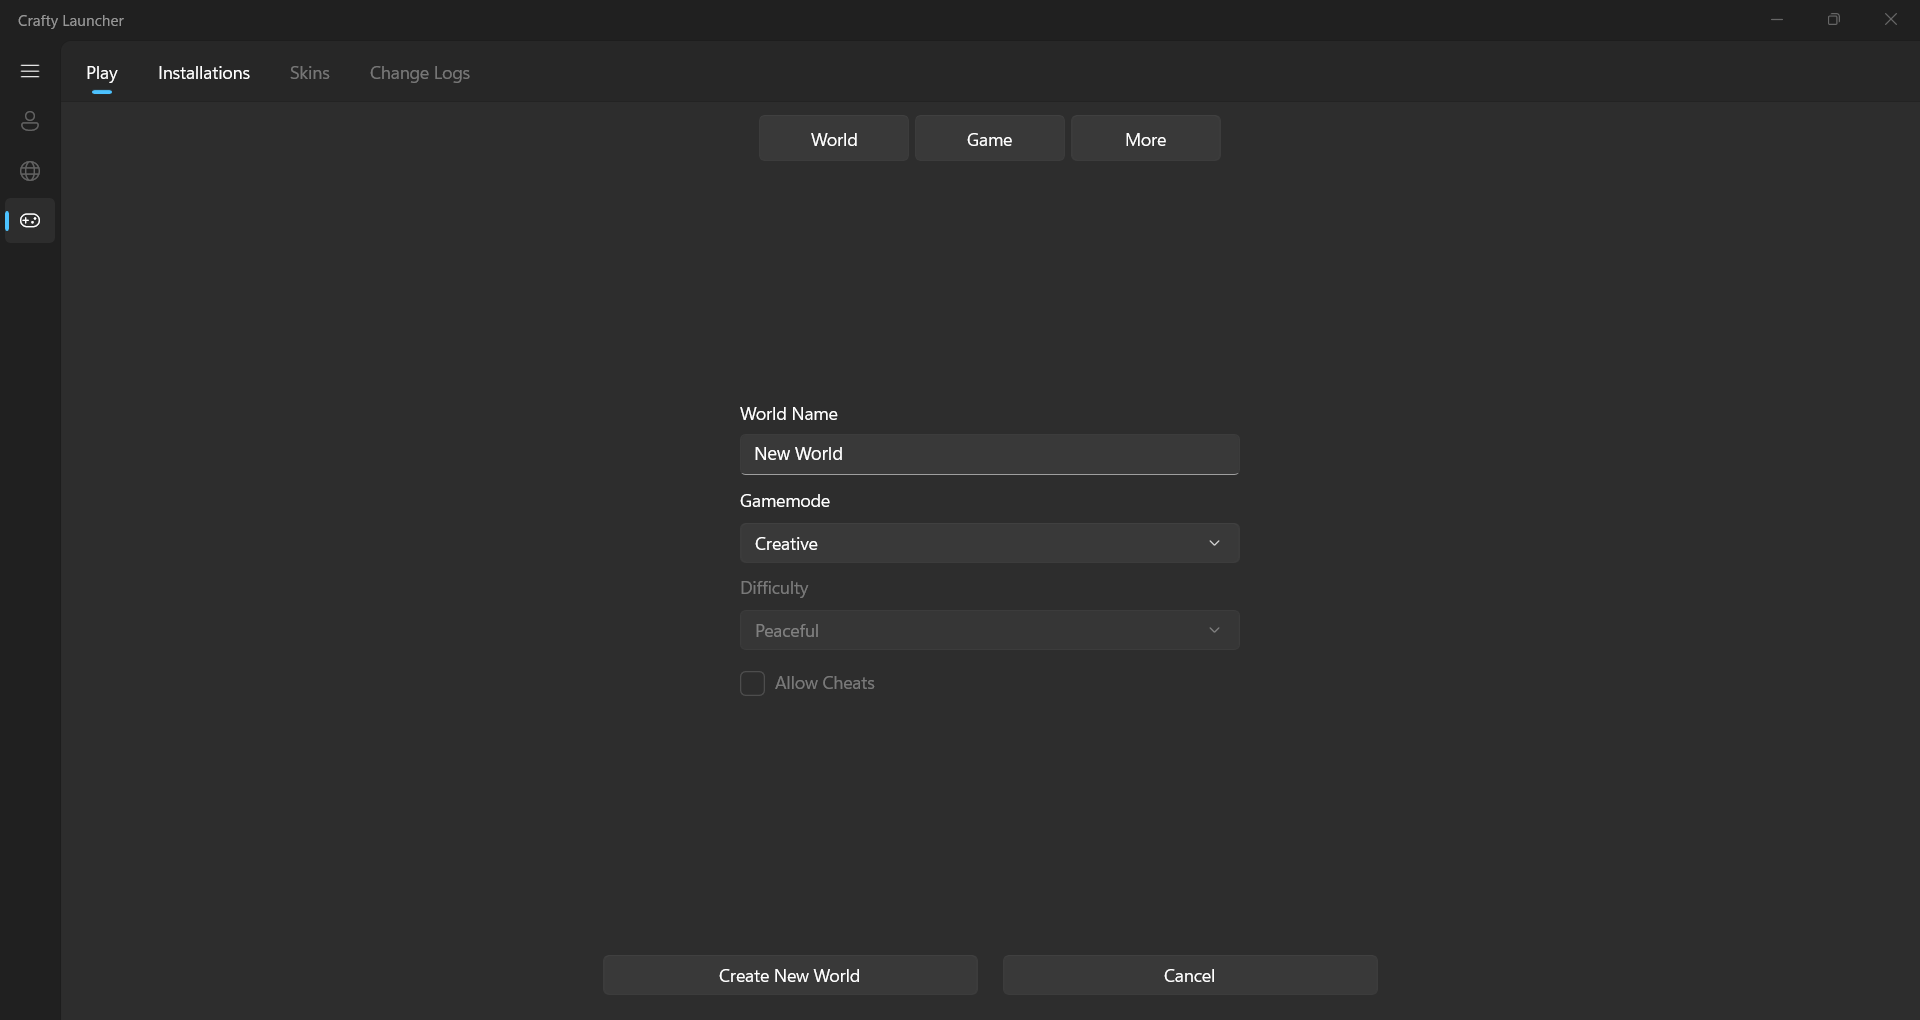 Crafty Launcher
Play Installations Skins Change Logs
World Game More
World Name
New World
Gamemode
Creative
Difficulty
Peaceful
Allow Cheats
Create New World Cancel